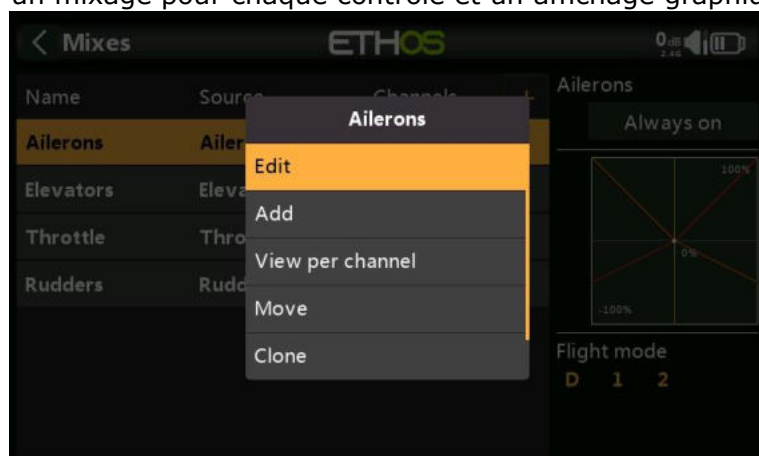 un mixage pour chaque contrôle et un affichage graphiq
Mixes ETHOS 0dB 2.4G
Name Source Channels + Ailerons
Ailerons Always on
Ailerons Ailer
Edit 100%
Elevators Eleva
Add
Throttle Thro
View per channel 0%
Rudders Rudd
Move -100%
Clone Flight mode
D 1 2